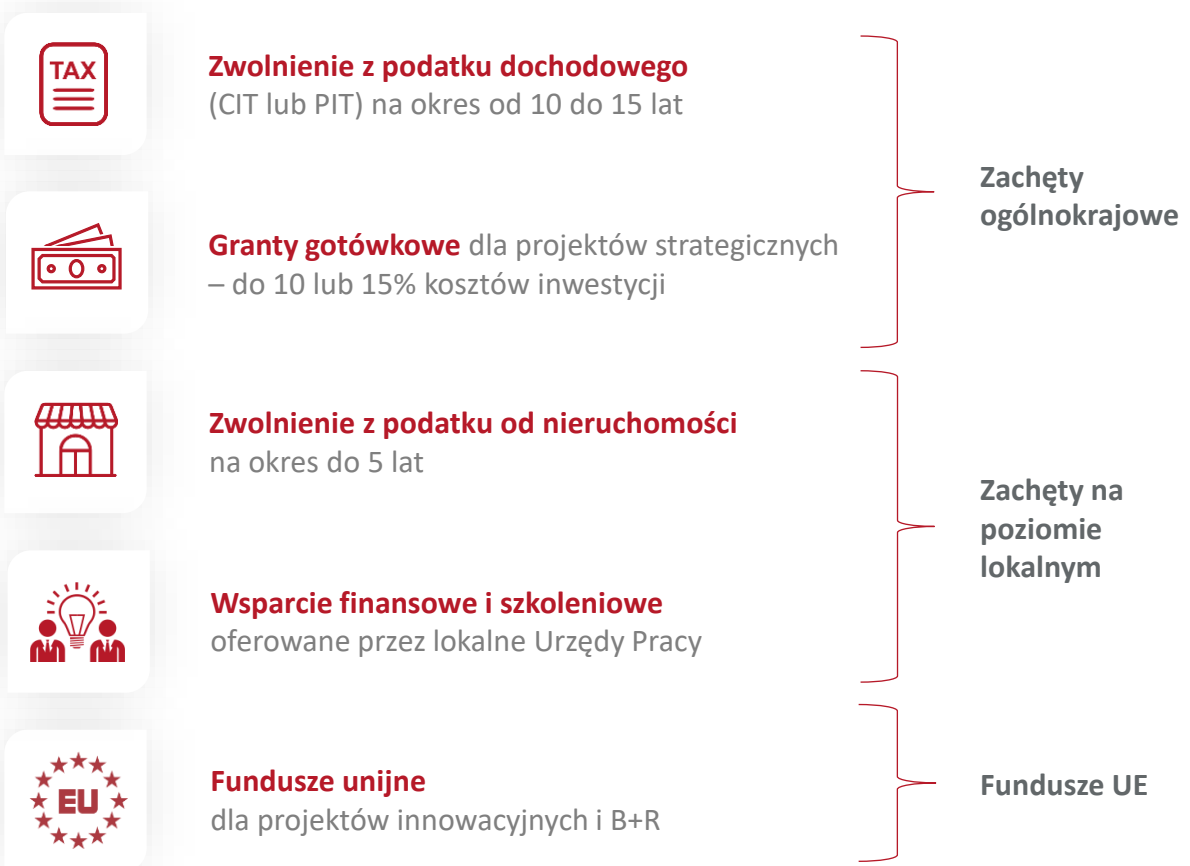 TAX
Zwolnienie z podatku dochodowego
(CIT lub PIT) na okres od 10 do 15 lat
Granty gotówkowe dla projektów strategicznych
– do 10 lub 15% kosztów inwestycji
Zachęty
ogólnokrajowe
Zwolnienie z podatku od nieruchomości
na okres do 5 lat
Wsparcie finansowe i szkoleniowe
oferowane przez lokalne Urzędy Pracy
Zachęty na
poziomie
lokalnym
EU
Fundusze unijne
dla projektów innowacyjnych i B+R
Fundusze UE